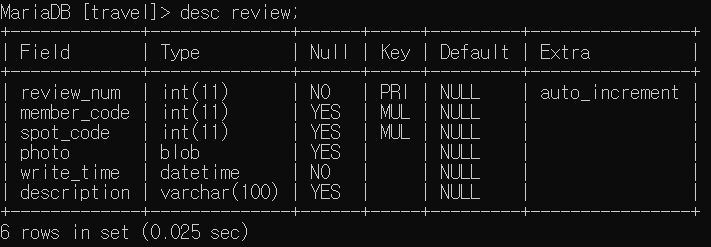 MariaDB [travel]> desc review;
+-------------+--------------+------+-----+---------+----------------+
| Field       | Type         | Null | Key | Default | Extra          |
+-------------+--------------+------+-----+---------+----------------+
| review_num  | int(11)      | NO   | PRI | NULL    | auto_increment |
| member_code | int(11)      | YES  | MUL | NULL    |                |
| spot_code   | int(11)      | YES  | MUL | NULL    |                |
| photo       | blob         | YES  |     | NULL    |                |
| write_time  | datetime     | NO   |     | NULL    |                |
| description | varchar(100) | YES  |     | NULL    |                |
+-------------+--------------+------+-----+---------+----------------+
6 rows in set (0.025 sec)